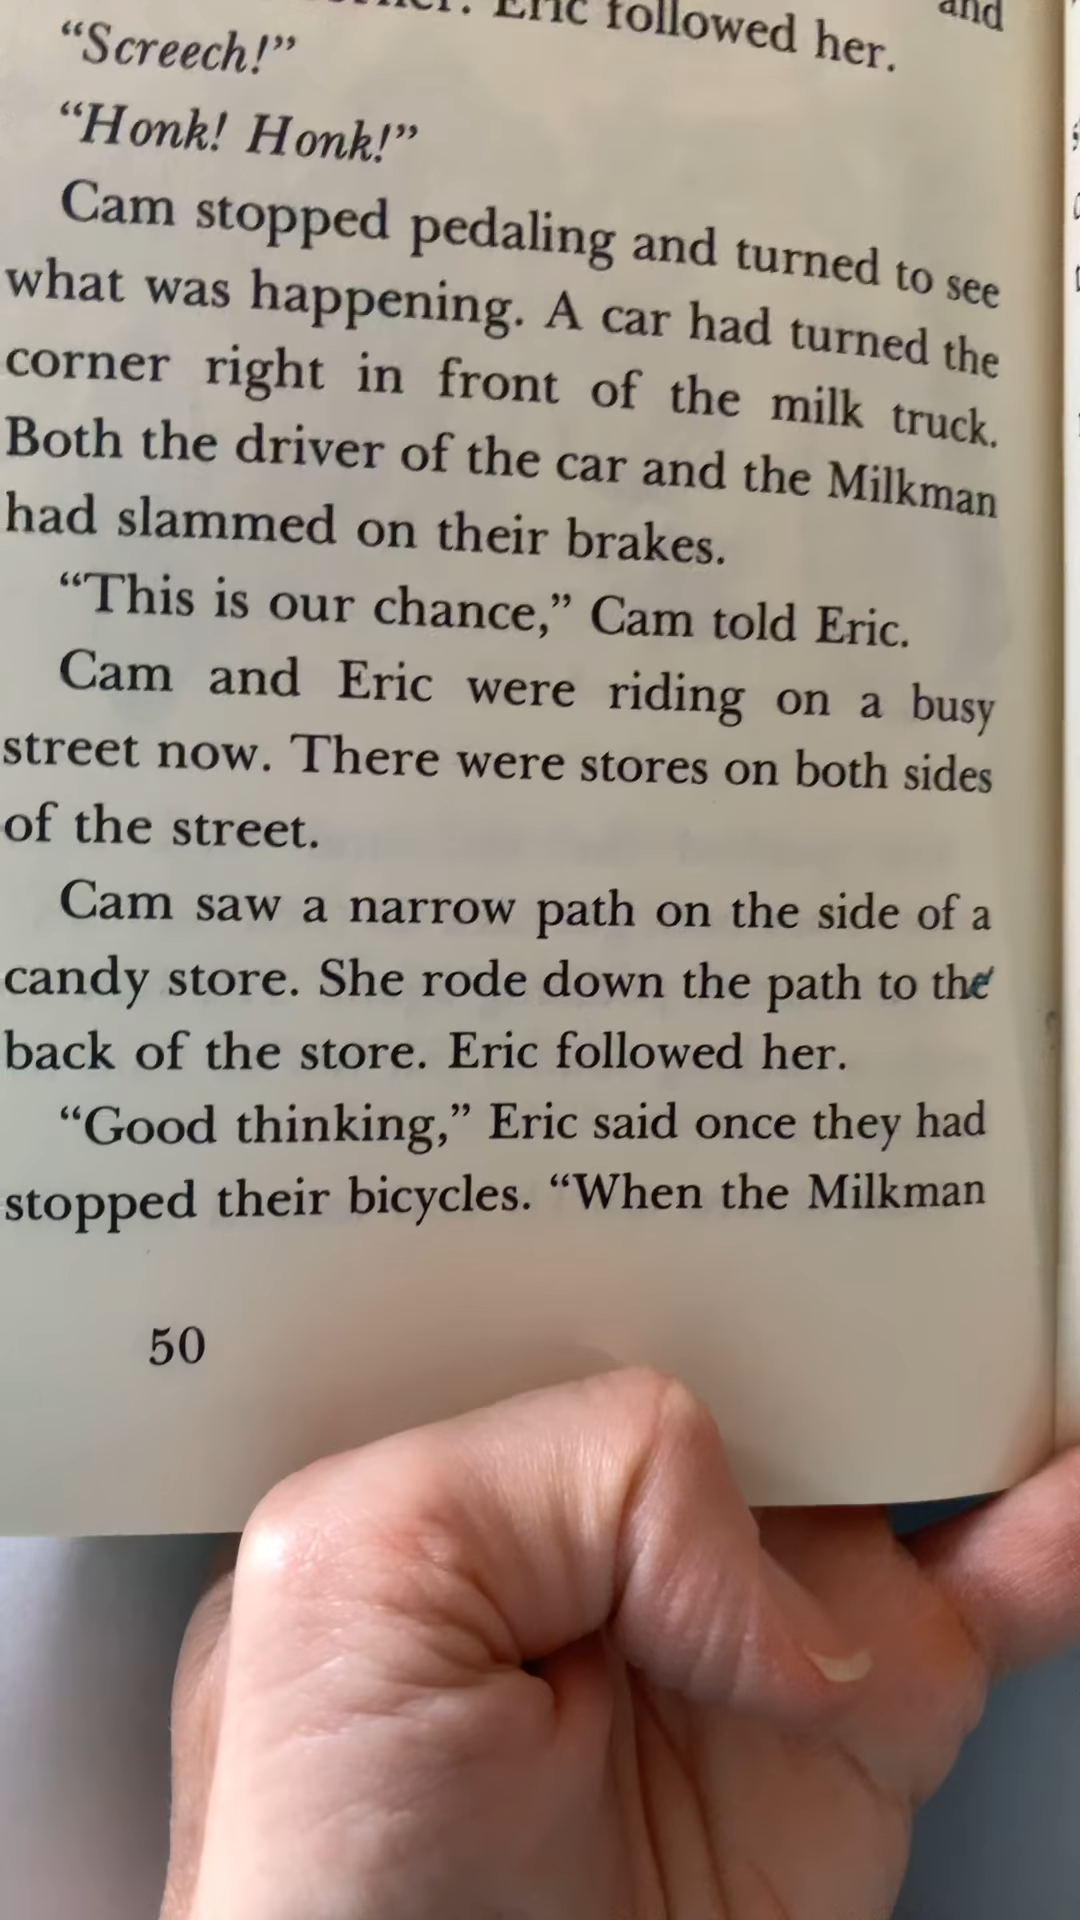 Eric followed her. and
“Screech!”
“Honk! Honk!”
Cam stopped pedaling and turned to see
what was happening. A car had turned the
corner right in front of the milk truck.
Both the driver of the car and the Milkman
had slammed on their brakes.
“This is our chance,” Cam told Eric.
Cam and Eric were riding on a busy
street now. There were stores on both sides
of the street.
Cam saw a narrow path on the side of a
candy store. She rode down the path to the
back of the store. Eric followed her.
“Good thinking,” Eric said once they had
stopped their bicycles. “When the Milkman
50